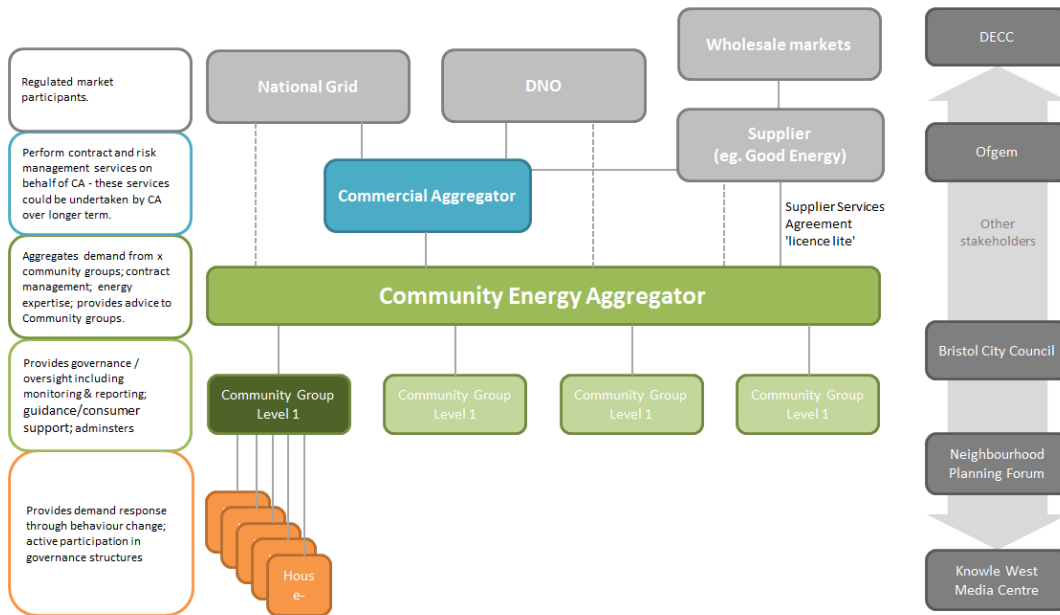 Regulated market
participants.
Perform contract and risk
management services on
behalf of CA - these services
could be undertaken by CA
over longer term.
Aggregates demand from x
community groups; contract
management; energy
expertise; provides advice to
Community groups.
Provides governance /
oversight including
monitoring & reporting;
guidance/consumer
support; adminsters
Provides demand response
through behaviour change;
active participation in
governance structures
National Grid
DNO
Wholesale markets
Supplier
(eg. Good Energy)
Commercial Aggregator
Supplier Services
Agreement
'licence lite'
Community Energy Aggregator
Community Group
Level 1
Community Group
Level 1
Community Group
Level 1
Community Group
Level 1
Hous
e-
DECC
Ofgem
Other
stakeholders
Bristol City Council
Neighbourhood
Planning Forum
Knowle West
Media Centre